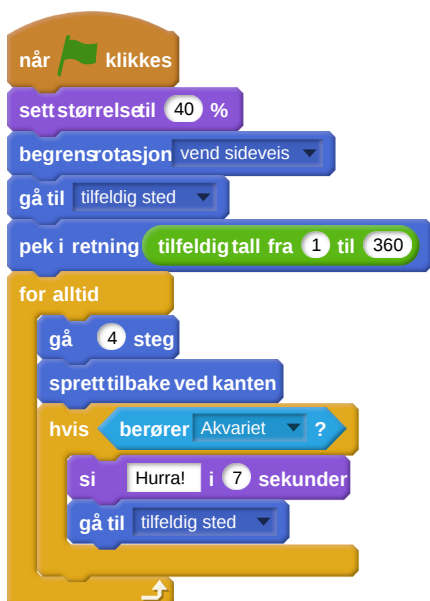 når klikkes
sett størrelse til 40 %
begrens rotasjon vend sideveis
gå til tilfeldig sted
pek i retning tilfeldig tall fra 1 til 360
for alltid
gå 4 steg
sprett tilbake ved kanten
hvis berører Akvariet ?
si Hurra! i 7 sekunder
gå til tilfeldig sted